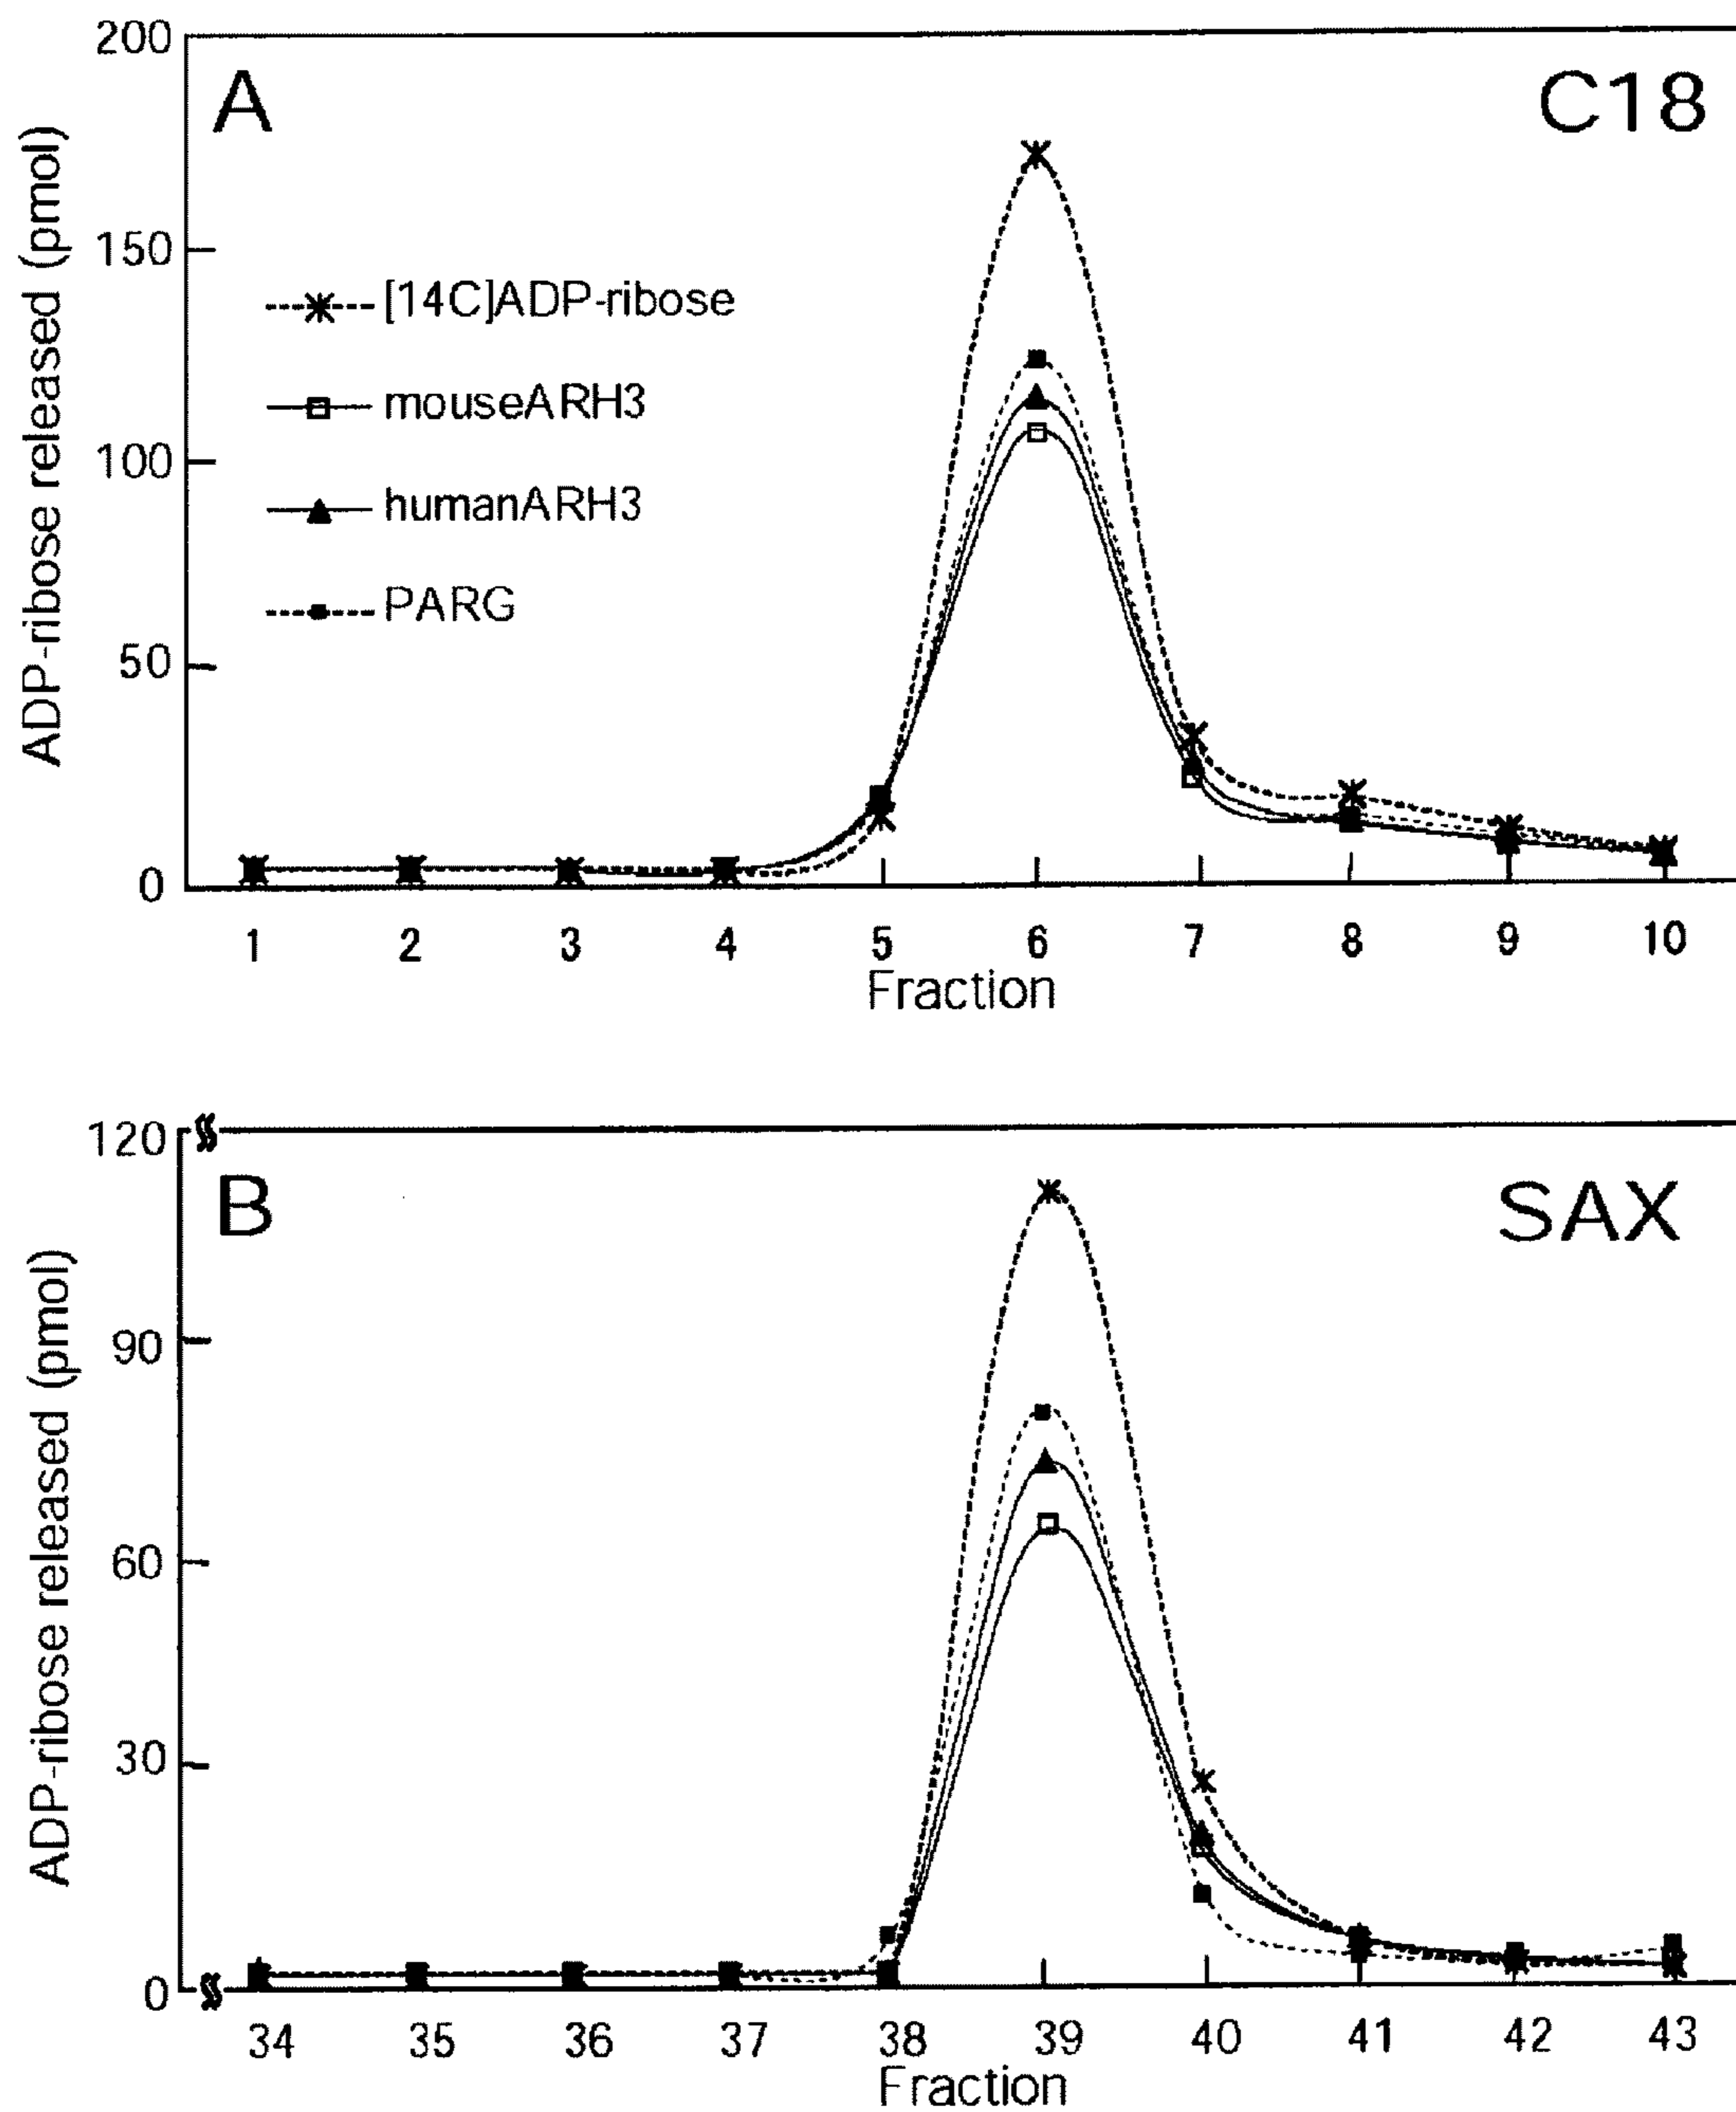 200
A
C18
150
100
50
0
ADP-ribose released (pmol)
[14C]ADP-ribose
mouseARH3
humanARH3
PARG
1 2 3 4 5 6 7 8 9 10
Fraction
120
B
SAX
90
60
30
0
ADP-ribose released (pmol)
34 35 36 37 38 39 40 41 42 43
Fraction